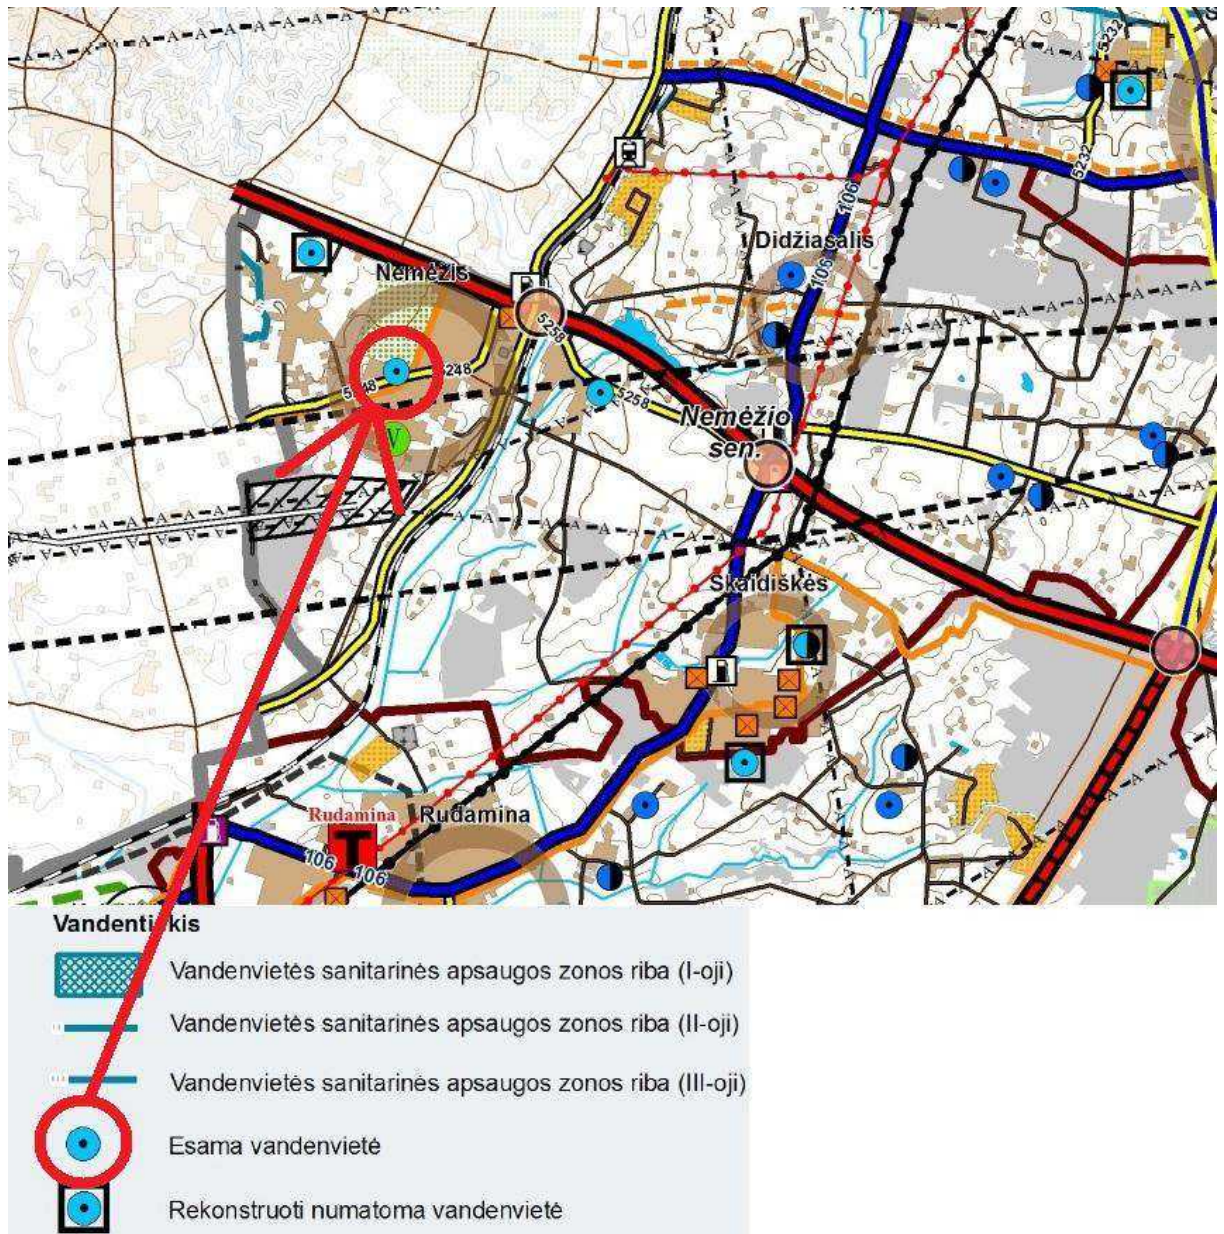 5232
5232
106
Didžiasalis
106
Nemėžis
5258
5248
5248
5258
Nemėžio
sen.
V
Skaidiškės
Rudamina
Rudamina
T
106
106
Vandentiekis
Vandenvietės sanitarinės apsaugos zonos riba (I-oji)
Vandenvietės sanitarinės apsaugos zonos riba (II-oji)
Vandenvietės sanitarinės apsaugos zonos riba (III-oji)
Esama vandenvietė
Rekonstruoti numatoma vandenvietė